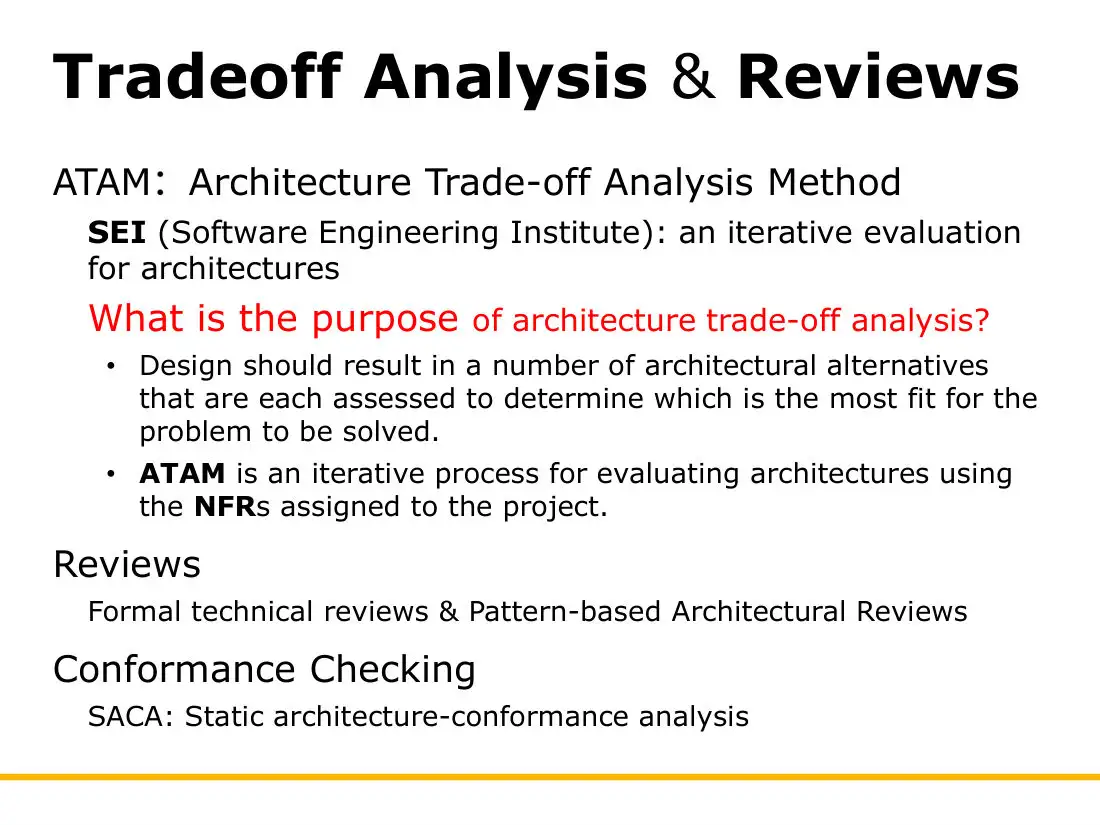 Tradeoff Analysis & Reviews
ATAM: Architecture Trade-off Analysis Method
SEI (Software Engineering Institute): an iterative evaluation
for architectures
What is the purpose of architecture trade-off analysis?
• Design should result in a number of architectural alternatives
that are each assessed to determine which is the most fit for the
problem to be solved.
• ATAM is an iterative process for evaluating architectures using
the NFRs assigned to the project.
Reviews
Formal technical reviews & Pattern-based Architectural Reviews
Conformance Checking
SACA: Static architecture-conformance analysis